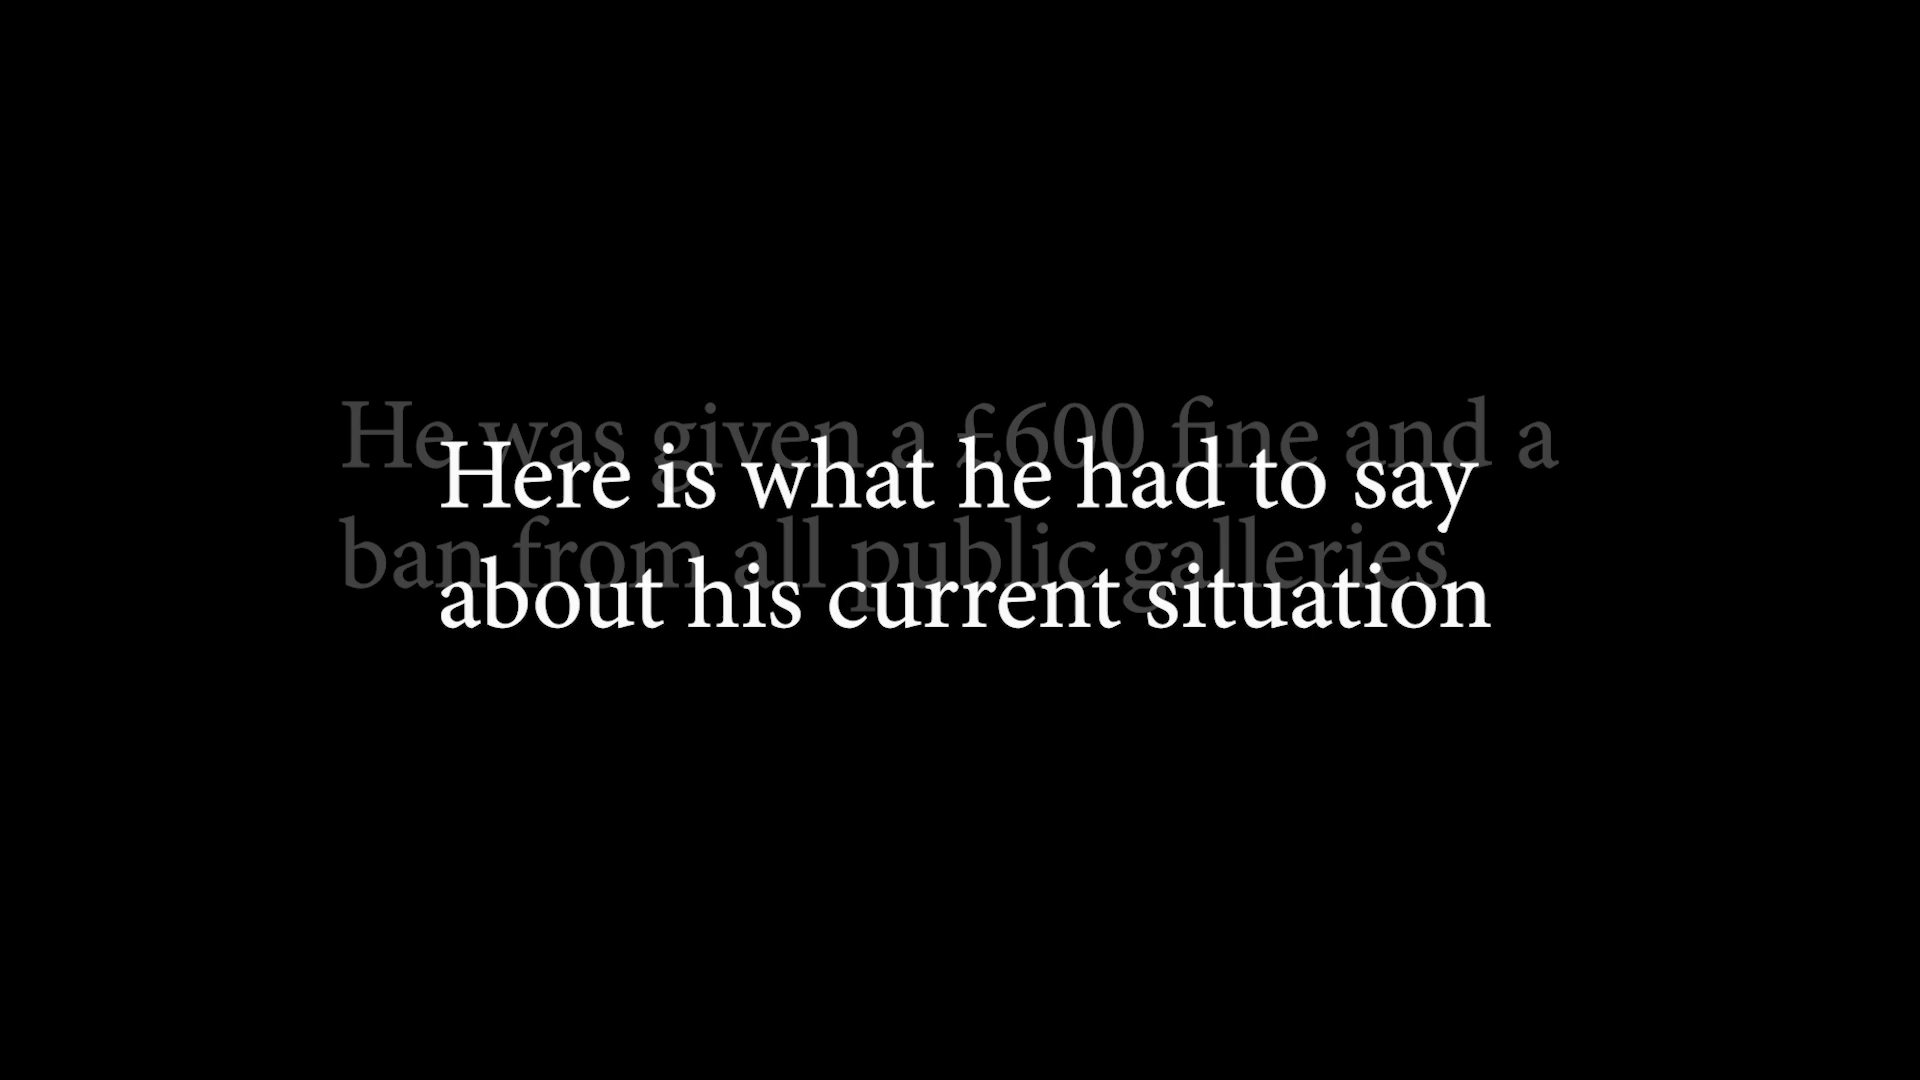 He was given a £600 fine and a
ban from all public galleries
Here is what he had to say
about his current situation